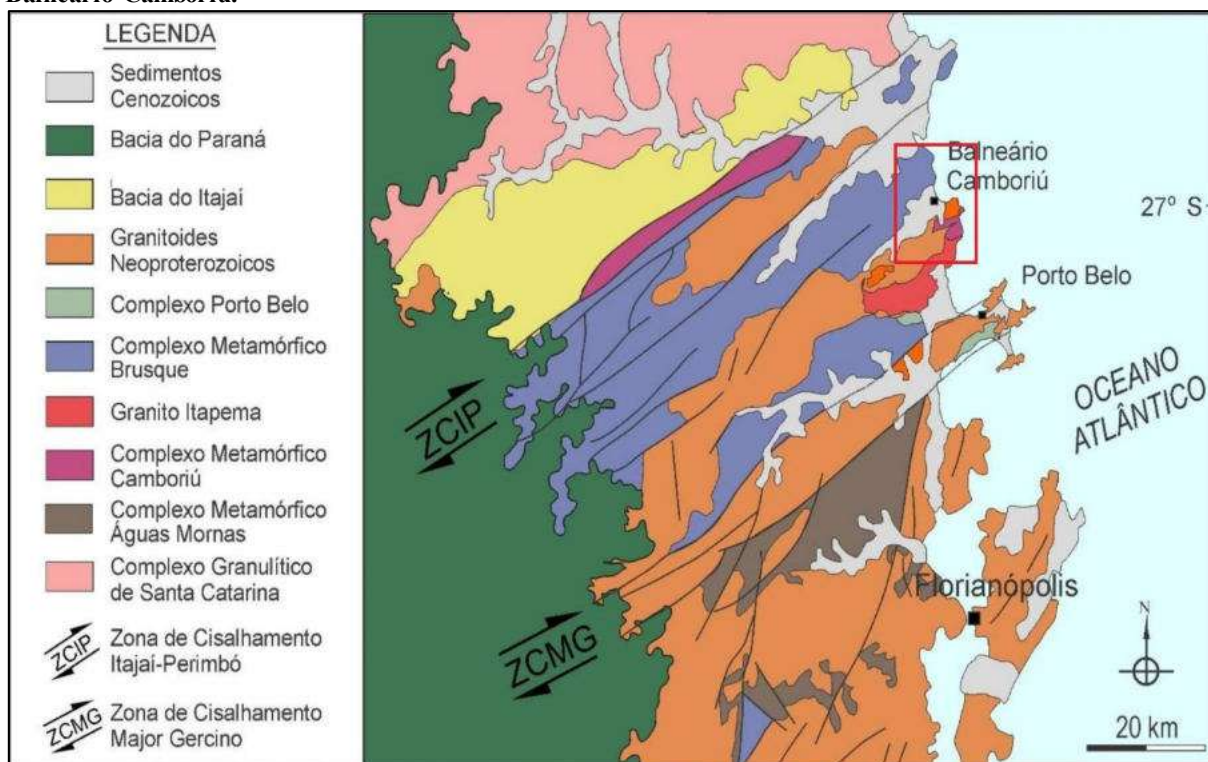 Balneário Camboriú.
LEGENDA
Sedimentos
Cenozoicos
Bacia do Paraná
Bacia do Itajaí
Granitoides
Neoproterozoicos
Complexo Porto Belo
Complexo Metamórfico
Brusque
Granito Itapema
Complexo Metamórfico
Camboriú
Complexo Metamórfico
Águas Mornas
Complexo Granulítico
de Santa Catarina
ZCIP
Zona de Cisalhamento
Itajaí-Perimbó
ZCMG
Zona de Cisalhamento
Major Gercino
Balneário
Camboriú
27° S
Porto Belo
OCEANO
ATLÂNTICO
ZCIP
Florianópolis
ZCMG
N
20 km